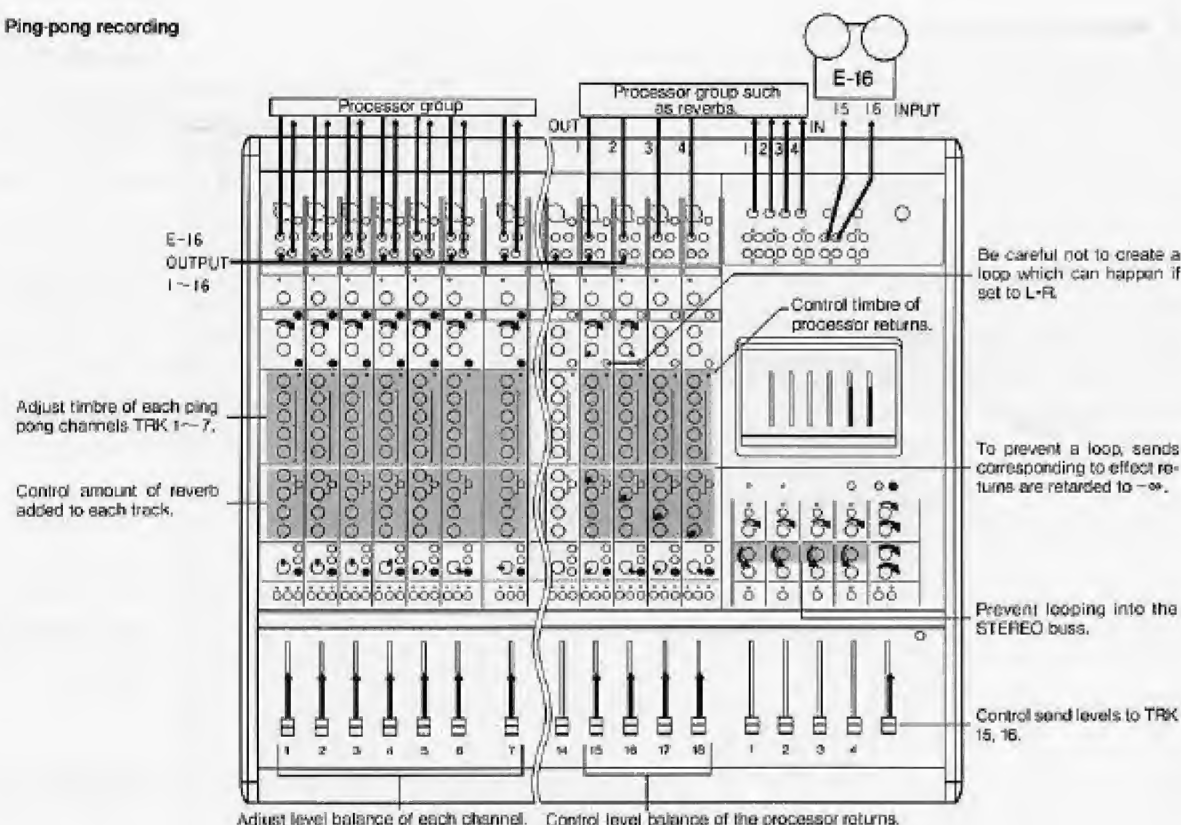 Ping-pong recording
E-16
15 16 INPUT
Processor group
Processor group such
as reverbs.
OUT
1 2 3 4
IN
1 2 3 4
E-16
OUTPUT
1~16
Be careful not to create a
loop which can happen if
set to L•R.
Control timbre of
processor returns.
Adjust timbre of each ping
pong channels TRK 1~7.
To prevent a loop, sends
corresponding to effect re-
turns are retarded to -∞.
Control amount of reverb
added to each track.
Prevent looping into the
STEREO buss.
Control send levels to TRK
15, 16.
1 2 3 4 5 6 7 14 15 16 17 18 1 2 3 4
Adjust level balance of each channel. Control level balance of the processor returns.